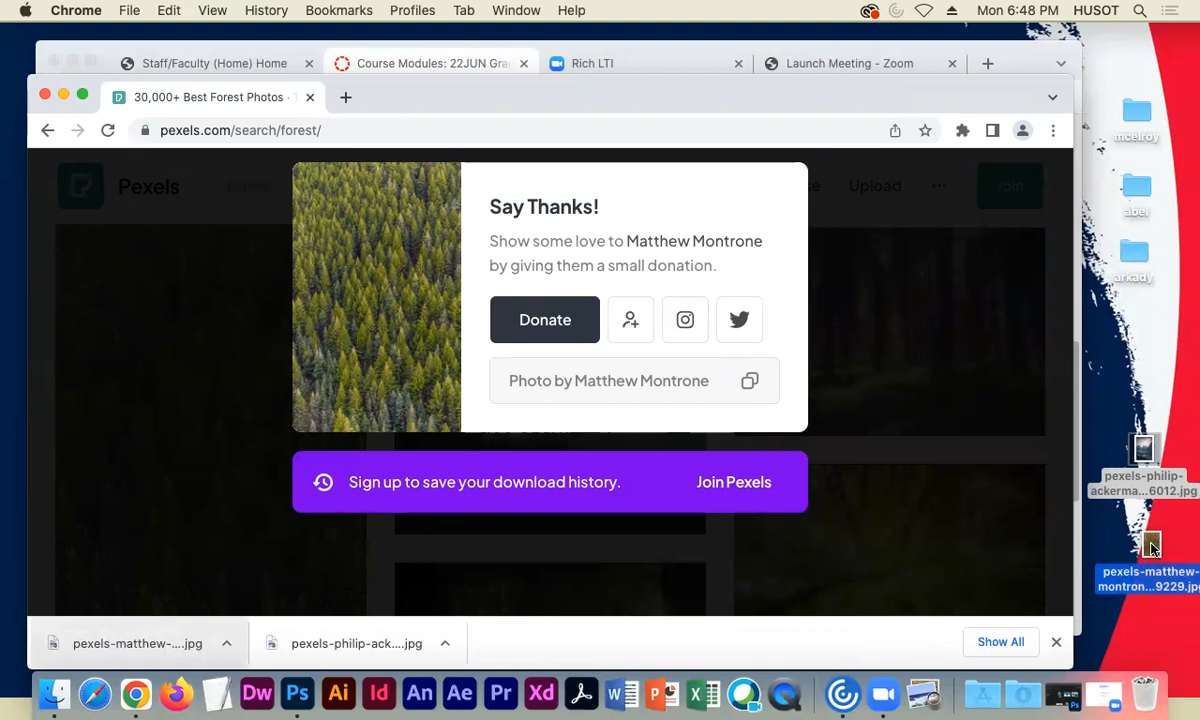 Chrome File Edit View History Bookmarks Profiles Tab Window Help Mon 6:48 PM HUSOT
Staff/Faculty (Home) Home Course Modules: 22JUN Gra Rich LTI Launch Meeting - Zoom
30,000+ Best Forest Photos ·
pexels.com/search/forest/
Pexels Upload ••• Join
Say Thanks!
Show some love to Matthew Montrone
by giving them a small donation.
Donate
Photo by Matthew Montrone
Sign up to save your download history. Join Pexels
mcelroy
abel
arkady
pexels-philip-
ackerma...6012.jpg
pexels-matthew-
montron...9229.jpg
pexels-matthew-....jpg pexels-philip-ack....jpg Show All
Dw Ps Ai Id An Ae Pr Xd W P X